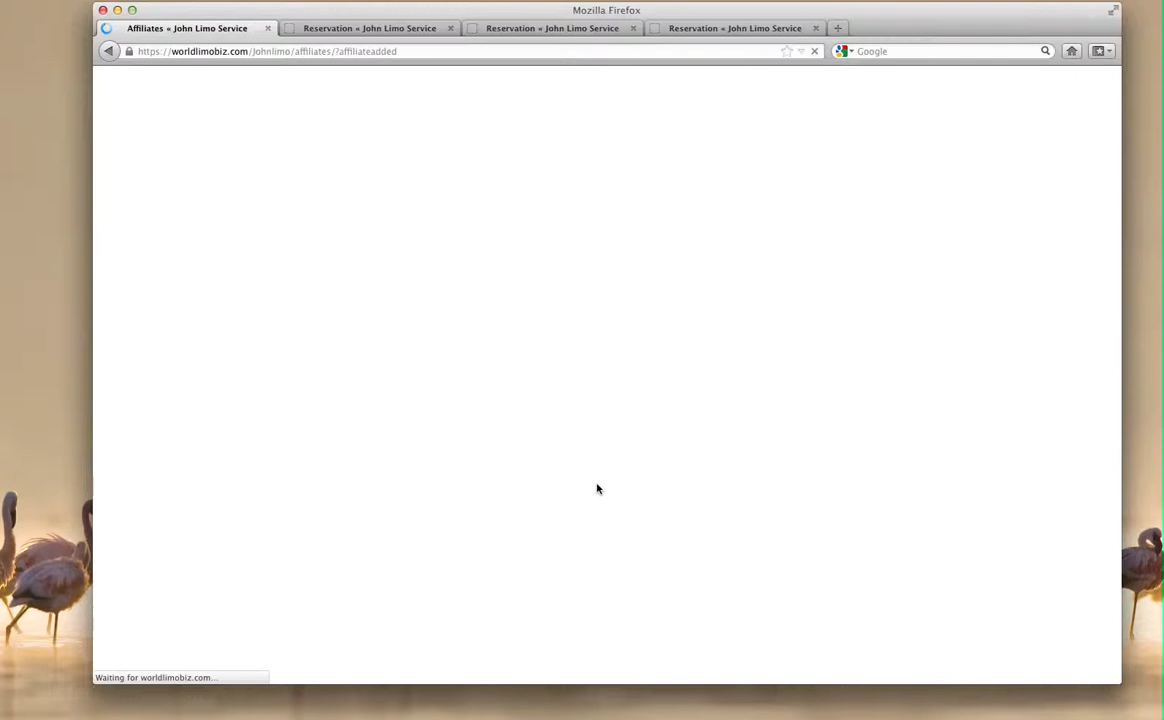 Mozilla Firefox
Affiliates « John Limo Service
Reservation « John Limo Service
Reservation « John Limo Service
Reservation « John Limo Service
https://worldlimobiz.com/Johnlimo/affiliates/?affiliateadded
Google
Waiting for worldlimobiz.com...